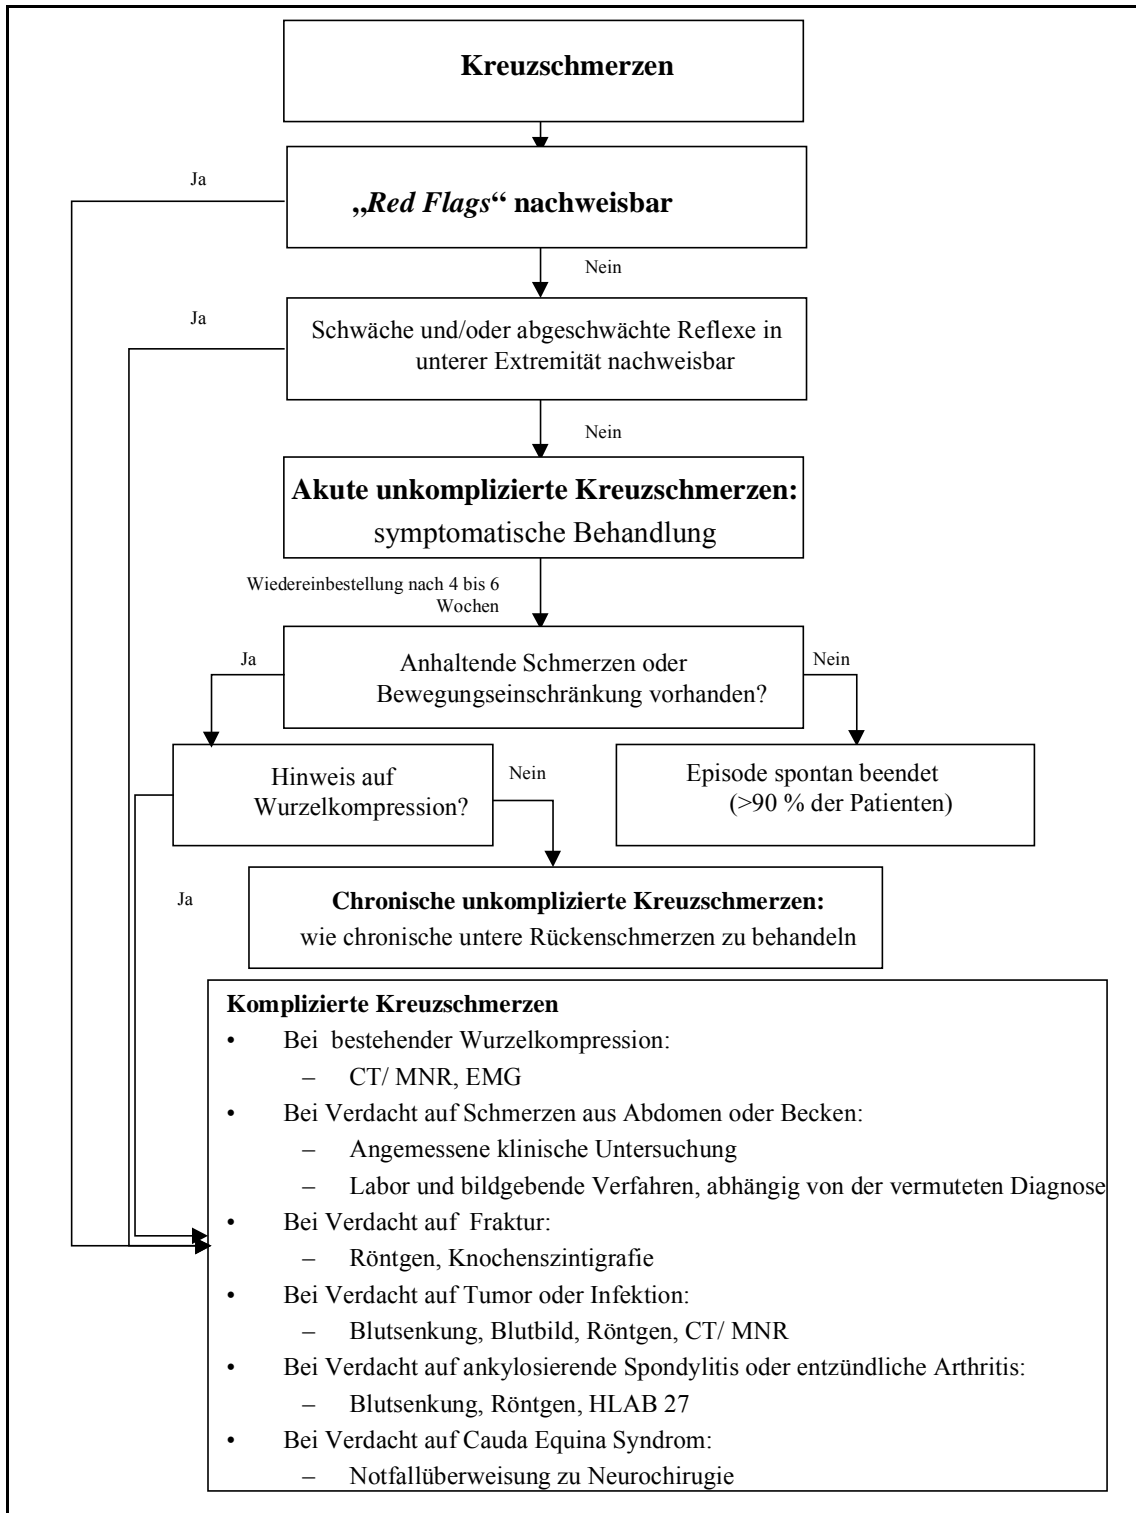 Kreuzschmerzen
Ja
„Red Flags“ nachweisbar
Nein
Ja
Schwäche und/oder abgeschwächte Reflexe in
unterer Extremität nachweisbar
Nein
Akute unkomplizierte Kreuzschmerzen:
symptomatische Behandlung
Wiedereinbestellung nach 4 bis 6
Wochen
Ja
Anhaltende Schmerzen oder
Bewegungseinschränkung vorhanden?
Nein
Hinweis auf
Wurzelkompression?
Nein
Episode spontan beendet
(>90 % der Patienten)
Ja
Chronische unkomplizierte Kreuzschmerzen:
wie chronische untere Rückenschmerzen zu behandeln
Komplizierte Kreuzschmerzen
• Bei bestehender Wurzelkompression:
– CT/ MNR, EMG
• Bei Verdacht auf Schmerzen aus Abdomen oder Becken:
– Angemessene klinische Untersuchung
– Labor und bildgebende Verfahren, abhängig von der vermuteten Diagnose
• Bei Verdacht auf Fraktur:
– Röntgen, Knochenszintigrafie
• Bei Verdacht auf Tumor oder Infektion:
– Blutsenkung, Blutbild, Röntgen, CT/ MNR
• Bei Verdacht auf ankylosierende Spondylitis oder entzündliche Arthritis:
– Blutsenkung, Röntgen, HLAB 27
• Bei Verdacht auf Cauda Equina Syndrom:
– Notfallüberweisung zu Neurochirugie